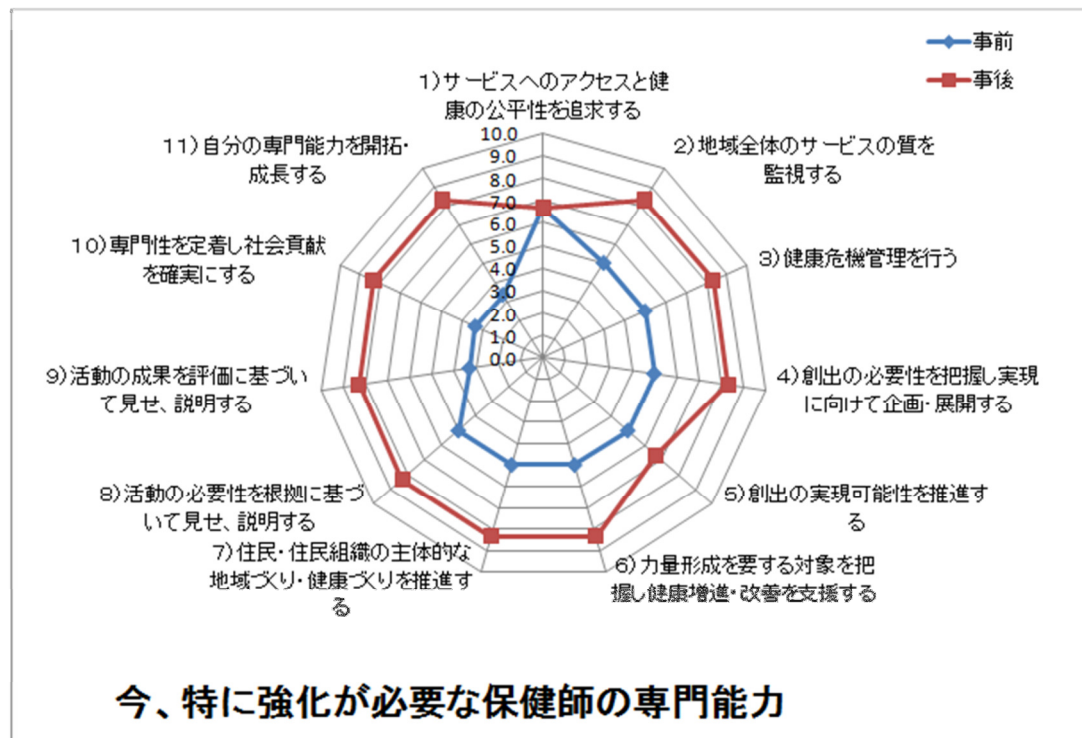 事前
事後
1)サービスへのアクセスと健
康の公平性を追求する
2)地域全体のサービスの質を
監視する
3)健康危機管理を行う
4)創出の必要性を把握し実現
に向けて企画・展開する
5)創出の実現可能性を推進す
る
6)力量形成を要する対象を把
握し健康増進・改善を支援する
7)住民・住民組織の主体的な
地域づくり・健康づくりを推進す
る
8)活動の必要性を根拠に基づ
いて見せ、説明する
9)活動の成果を評価に基づい
て見せ、説明する
10)専門性を定着し社会貢献
を確実にする
11)自分の専門能力を開拓・
成長する
10.0
9.0
8.0
7.0
6.0
5.0
4.0
3.0
2.0
1.0
0.0
今、特に強化が必要な保健師の専門能力